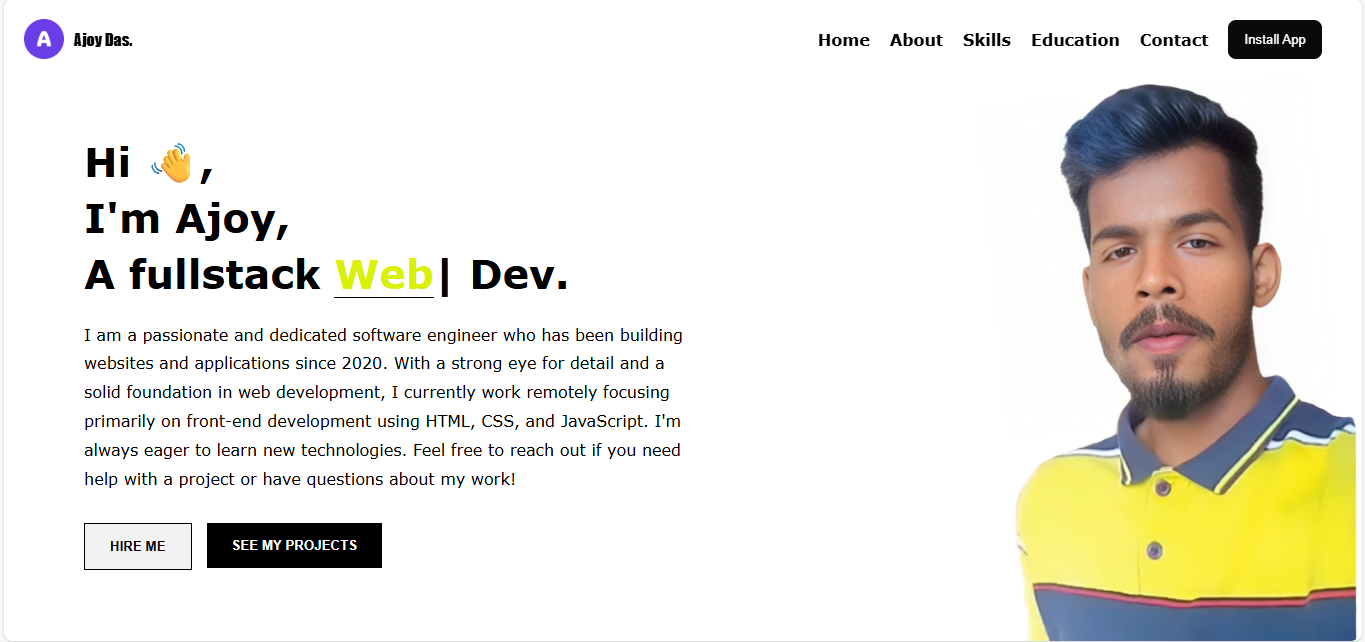 A Ajoy Das.
Home About Skills Education Contact Install App
Hi 👋,
I'm Ajoy,
A fullstack Web| Dev.
I am a passionate and dedicated software engineer who has been building
websites and applications since 2020. With a strong eye for detail and a
solid foundation in web development, I currently work remotely focusing
primarily on front-end development using HTML, CSS, and JavaScript. I'm
always eager to learn new technologies. Feel free to reach out if you need
help with a project or have questions about my work!
HIRE ME SEE MY PROJECTS